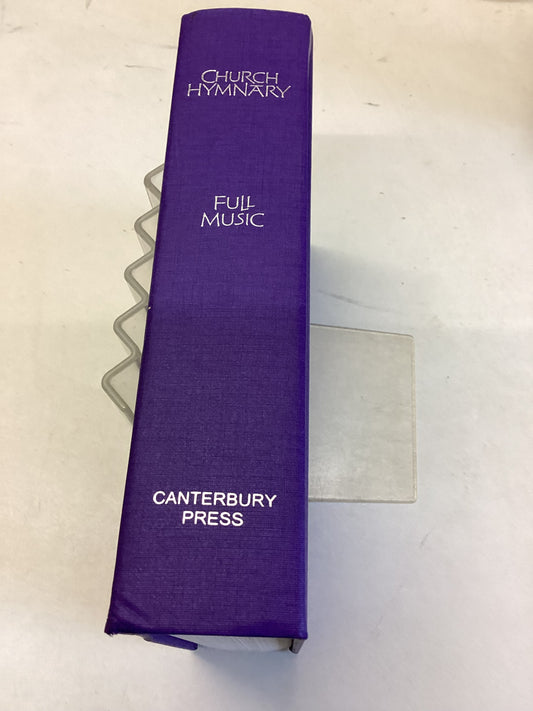 CHURCH
HYMNARY
FULL
MUSIC
CANTERBURY
PRESS